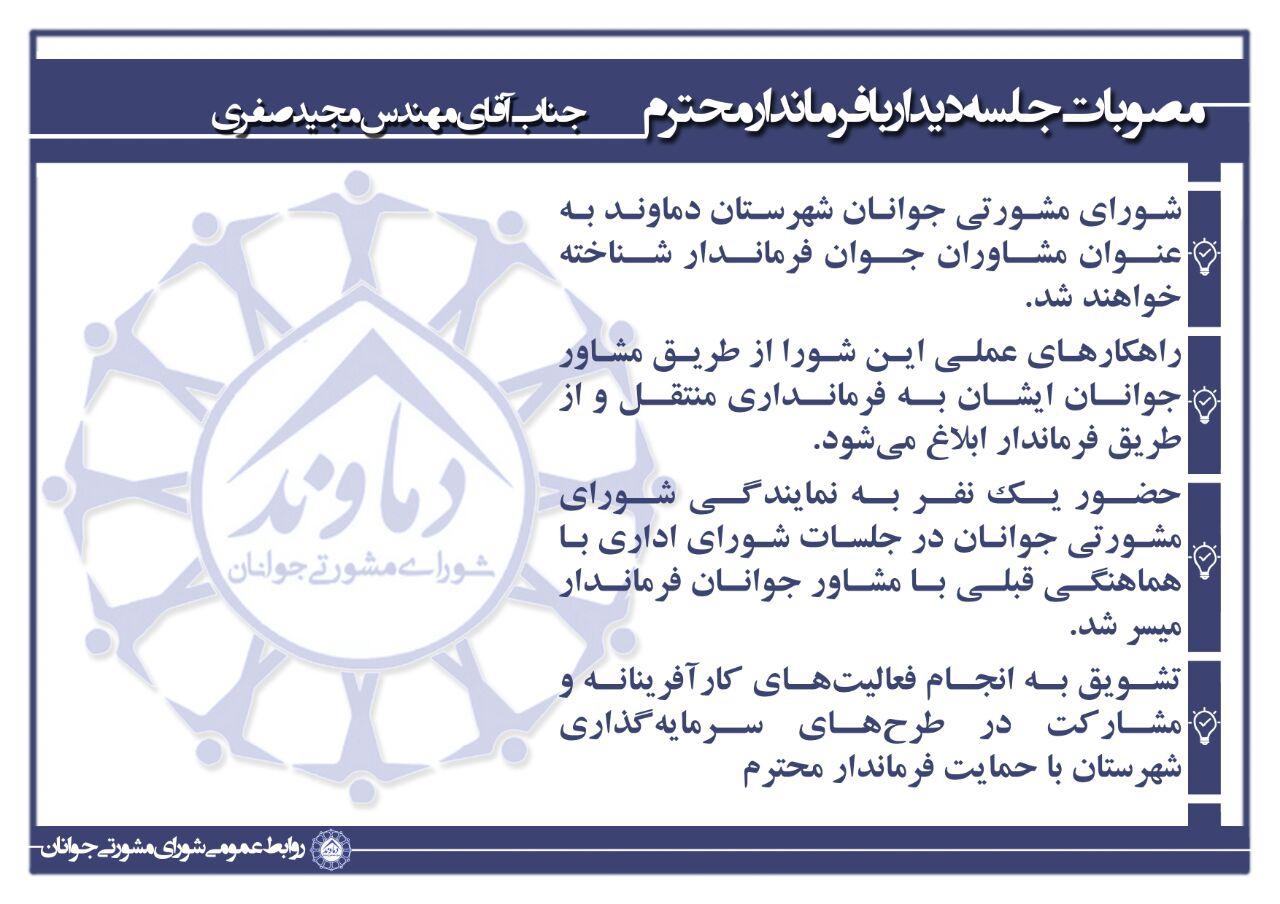 مصوبات جلسه دیدار با فرماندار محترم جناب آقای مهندس مجید صفری
شورای مشورتی جوانان شهرستان دماوند به
عنوان مشاوران جوان فرماندار شناخته
خواهند شد.
راهکارهای عملی این شورا از طریق مشاور
جوانان ایشان به فرمانداری منتقل و از
طریق فرماندار ابلاغ می‌شود.
حضور یک نفر به نمایندگی شورای
مشورتی جوانان در جلسات شورای اداری با
هماهنگی قبلی با مشاور جوانان فرماندار
میسر شد.
تشویق به انجام فعالیت‌های کارآفرینانه و
مشارکت در طرح‌های سرمایه‌گذاری
شهرستان با حمایت فرماندار محترم
دماوند
شورای مشورتی جوانان
دماوند
روابط عمومی شورای مشورتی جوانان